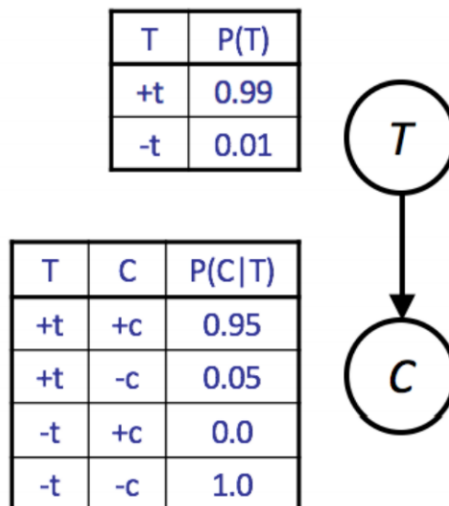 T P(T)
+t 0.99
-t 0.01
T
T C P(C|T)
+t +c 0.95
+t -c 0.05
-t +c 0.0
-t -c 1.0
C